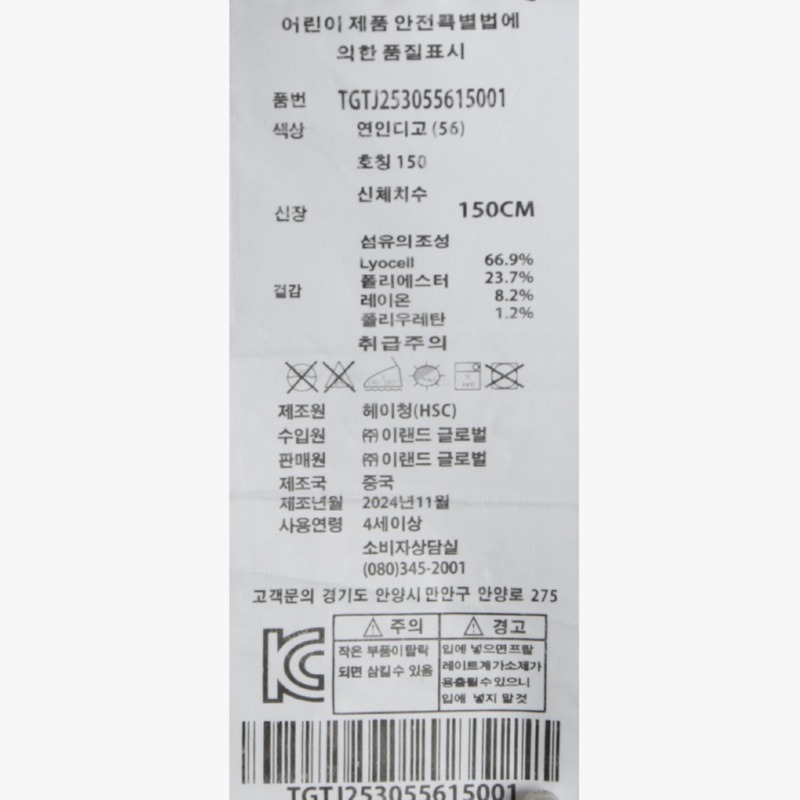 어린이 제품 안전특별법에
의한 품질표시
품번 TGTJ253055615001
색상 연인디고 (56)
호칭 150
신체치수
신장 150CM
섬유의조성
겉감
Lyocell 66.9%
폴리에스터 23.7%
레이온 8.2%
폴리우레탄 1.2%
취급주의
제조원 헤이청(HSC)
수입원 ㈜이랜드 글로벌
판매원 ㈜이랜드 글로벌
제조국 중국
제조년월 2024년11월
사용연령 4세이상
소비자상담실
(080)345-2001
고객문의 경기도 안양시 만안구 안양로 275
주의
작은 부품이탈락
되면 삼킬수 있음
경고
입에 넣으면프탈
레이트계가소제가
용출될수있으니
입에 넣지 말것
TGTJ253055615001